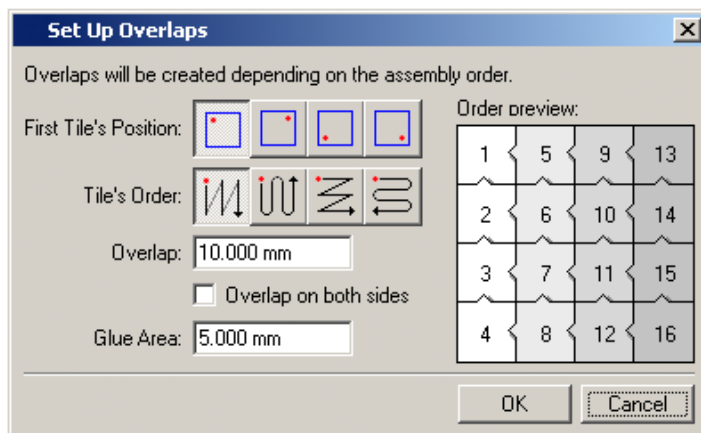 Set Up Overlaps
Overlaps will be created depending on the assembly order.
First Tile's Position:
Order preview:
Tile's Order:
Overlap: 10.000 mm
Overlap on both sides
Glue Area: 5.000 mm
1 5 9 13
2 6 10 14
3 7 11 15
4 8 12 16
OK Cancel